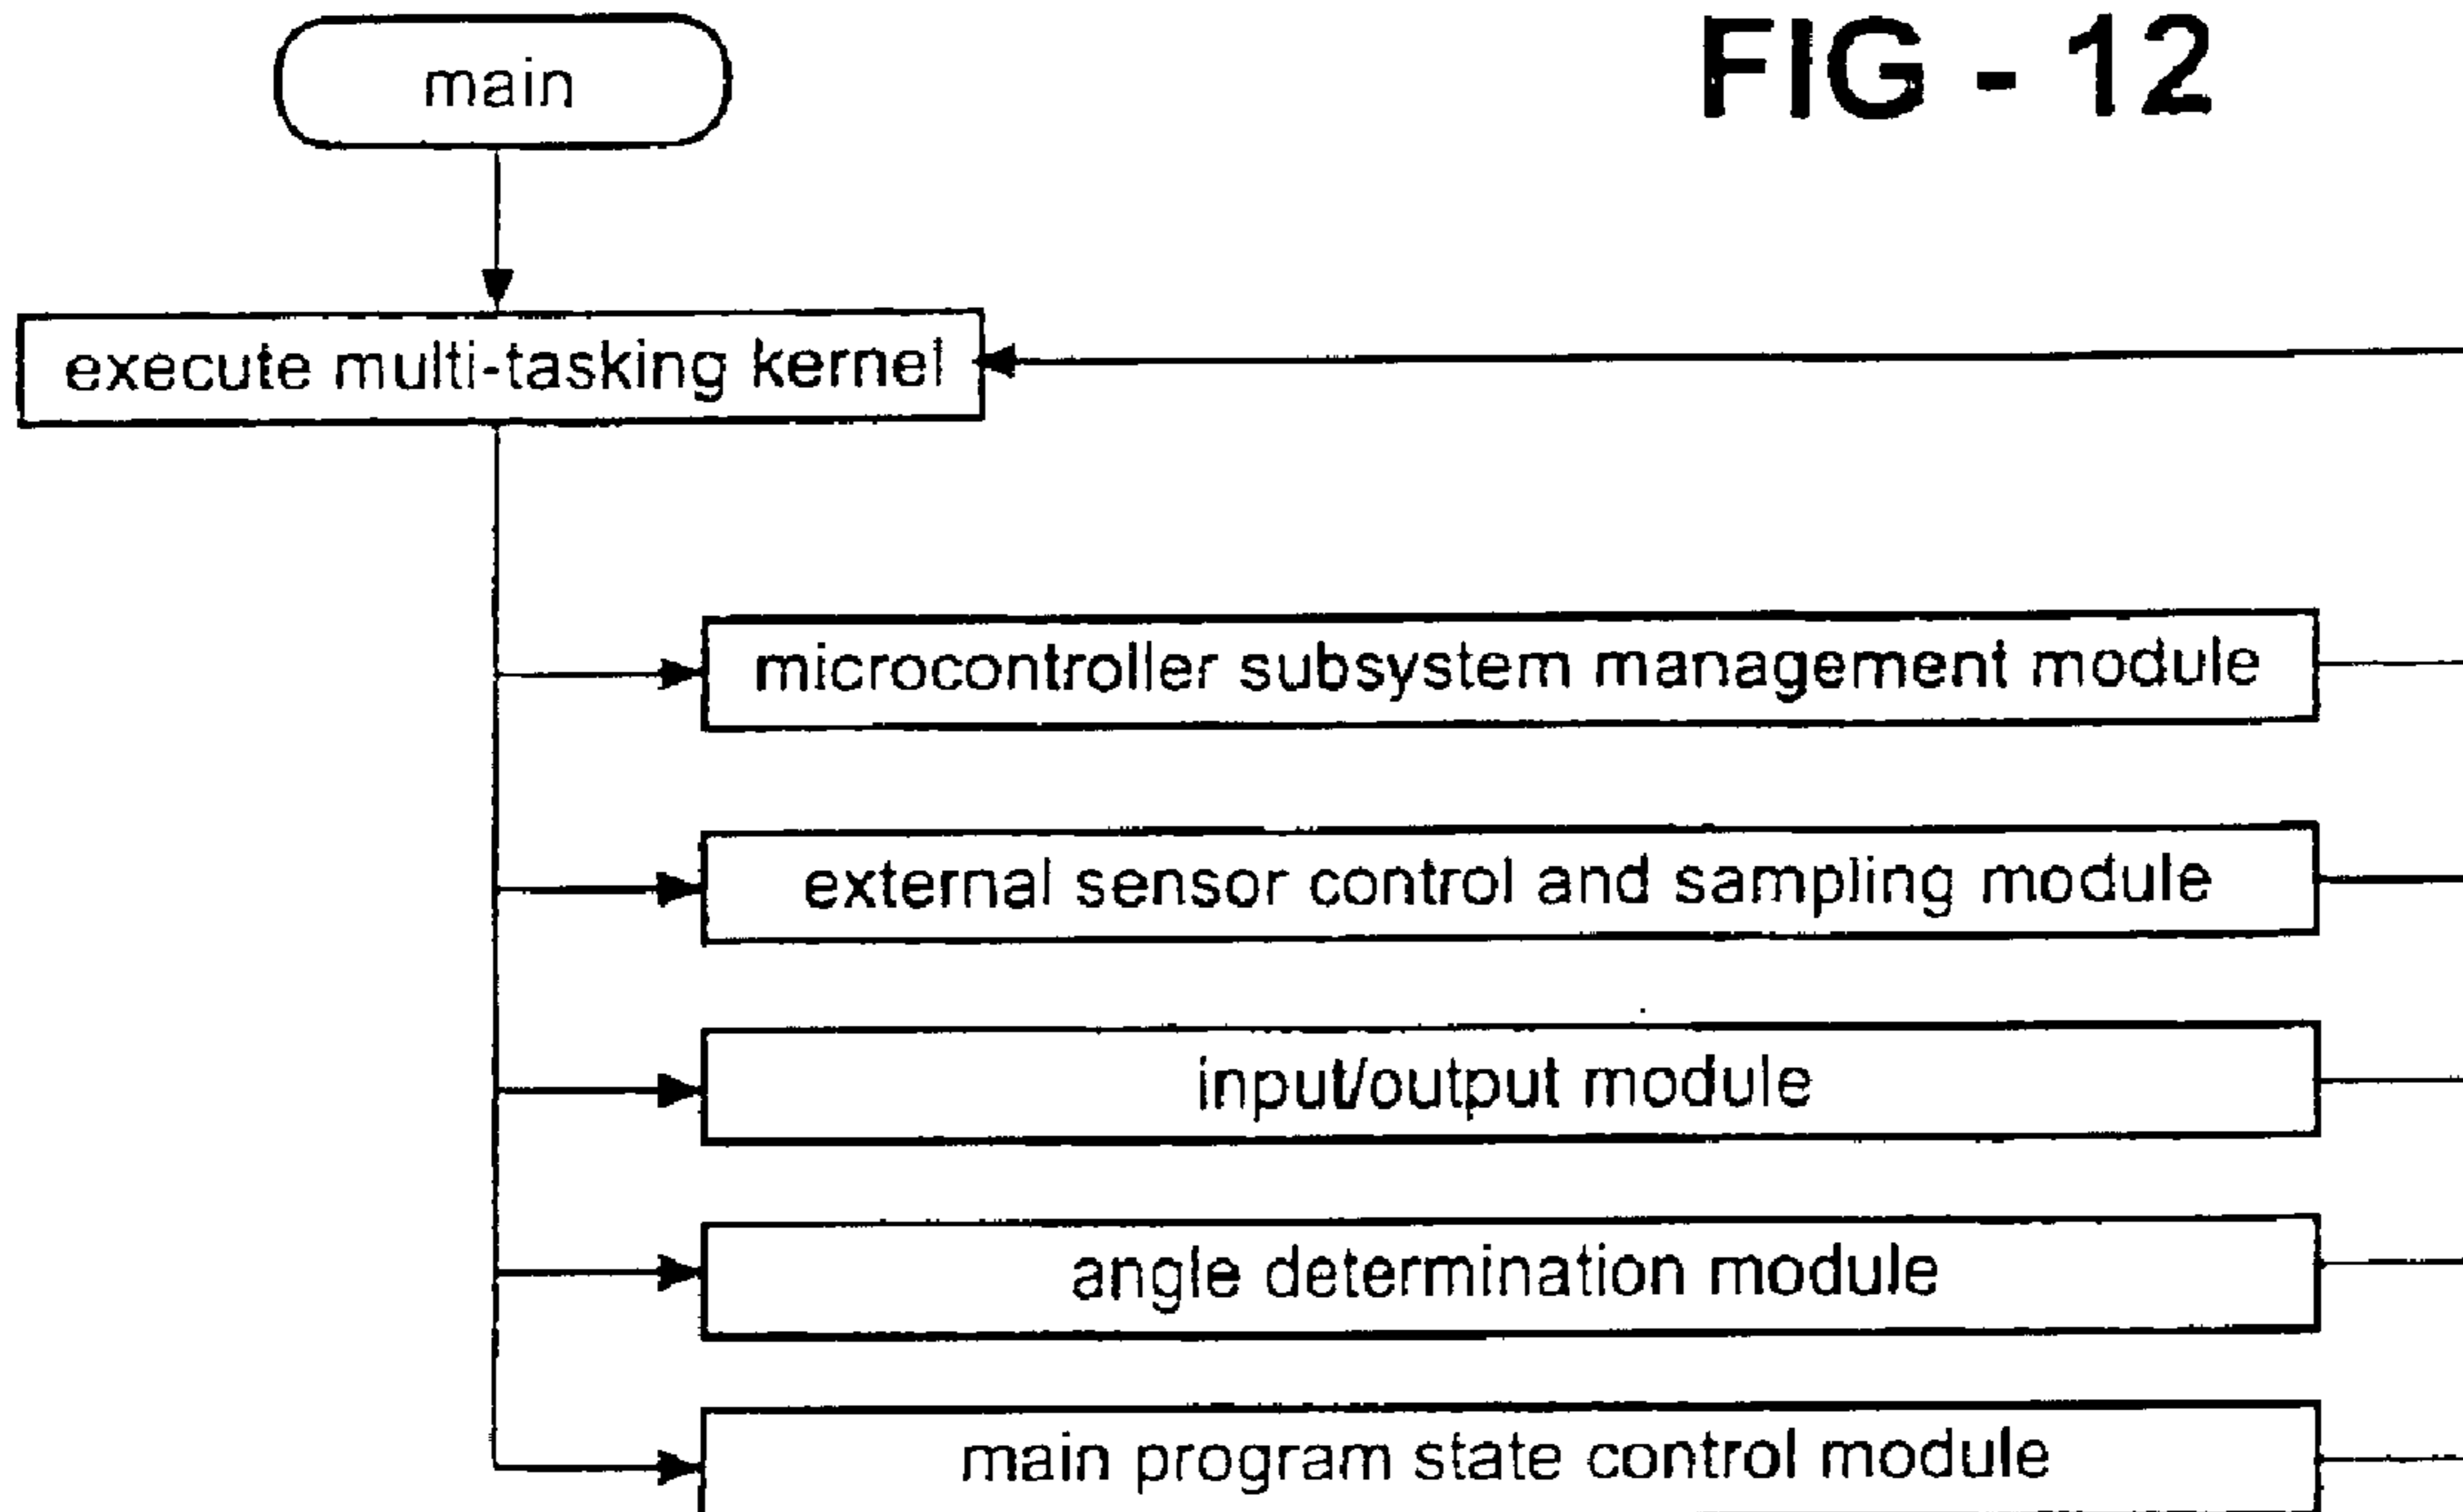 FIG - 12
main
execute multi-tasking kernel
microcontroller subsystem management module
external sensor control and sampling module
input/output module
angle determination module
main program state control module